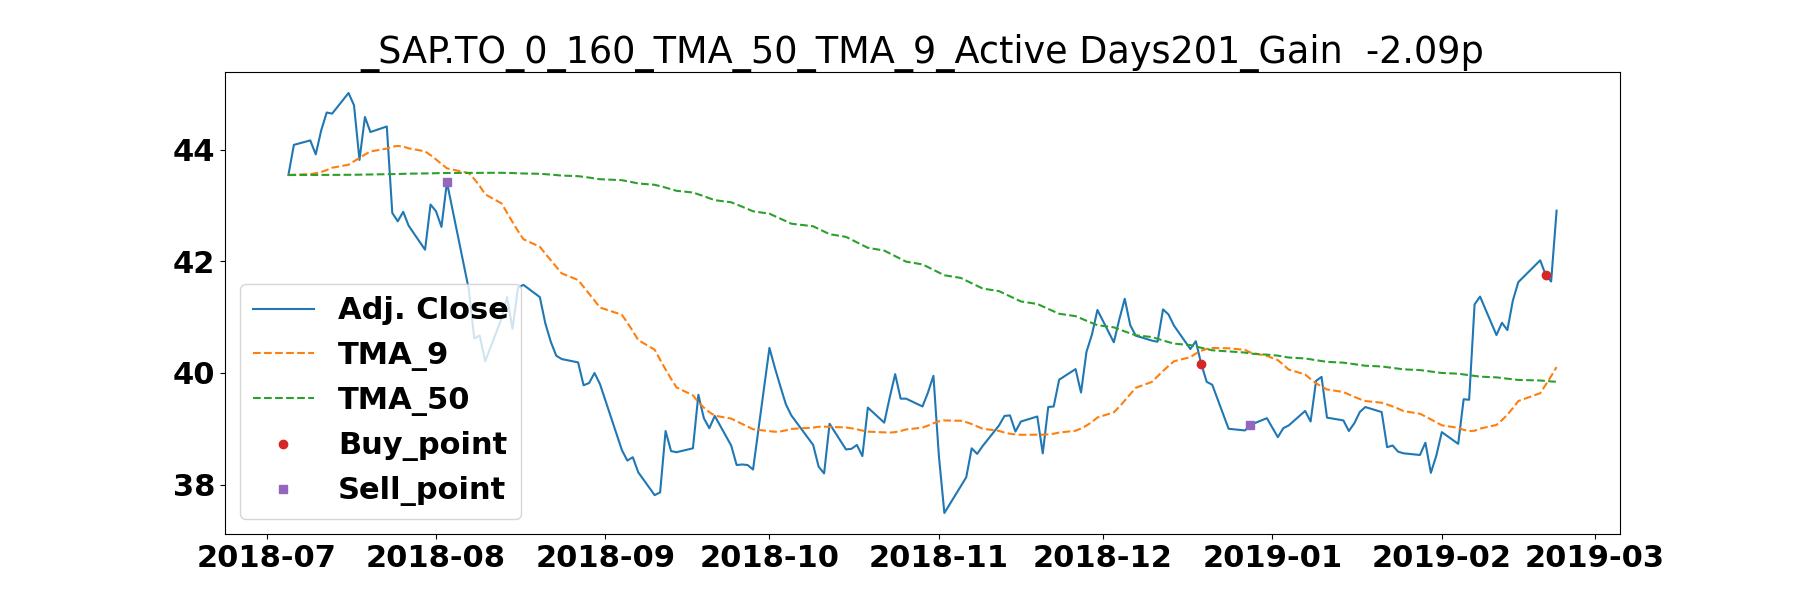 _SAP.TO_0_160_TMA_50_TMA_9_Active Days201_Gain  -2.09p
44
42
40
38
Adj. Close
TMA_9
TMA_50
Buy_point
Sell_point
2018-07 2018-08 2018-09 2018-10 2018-11 2018-12 2019-01 2019-02 2019-03